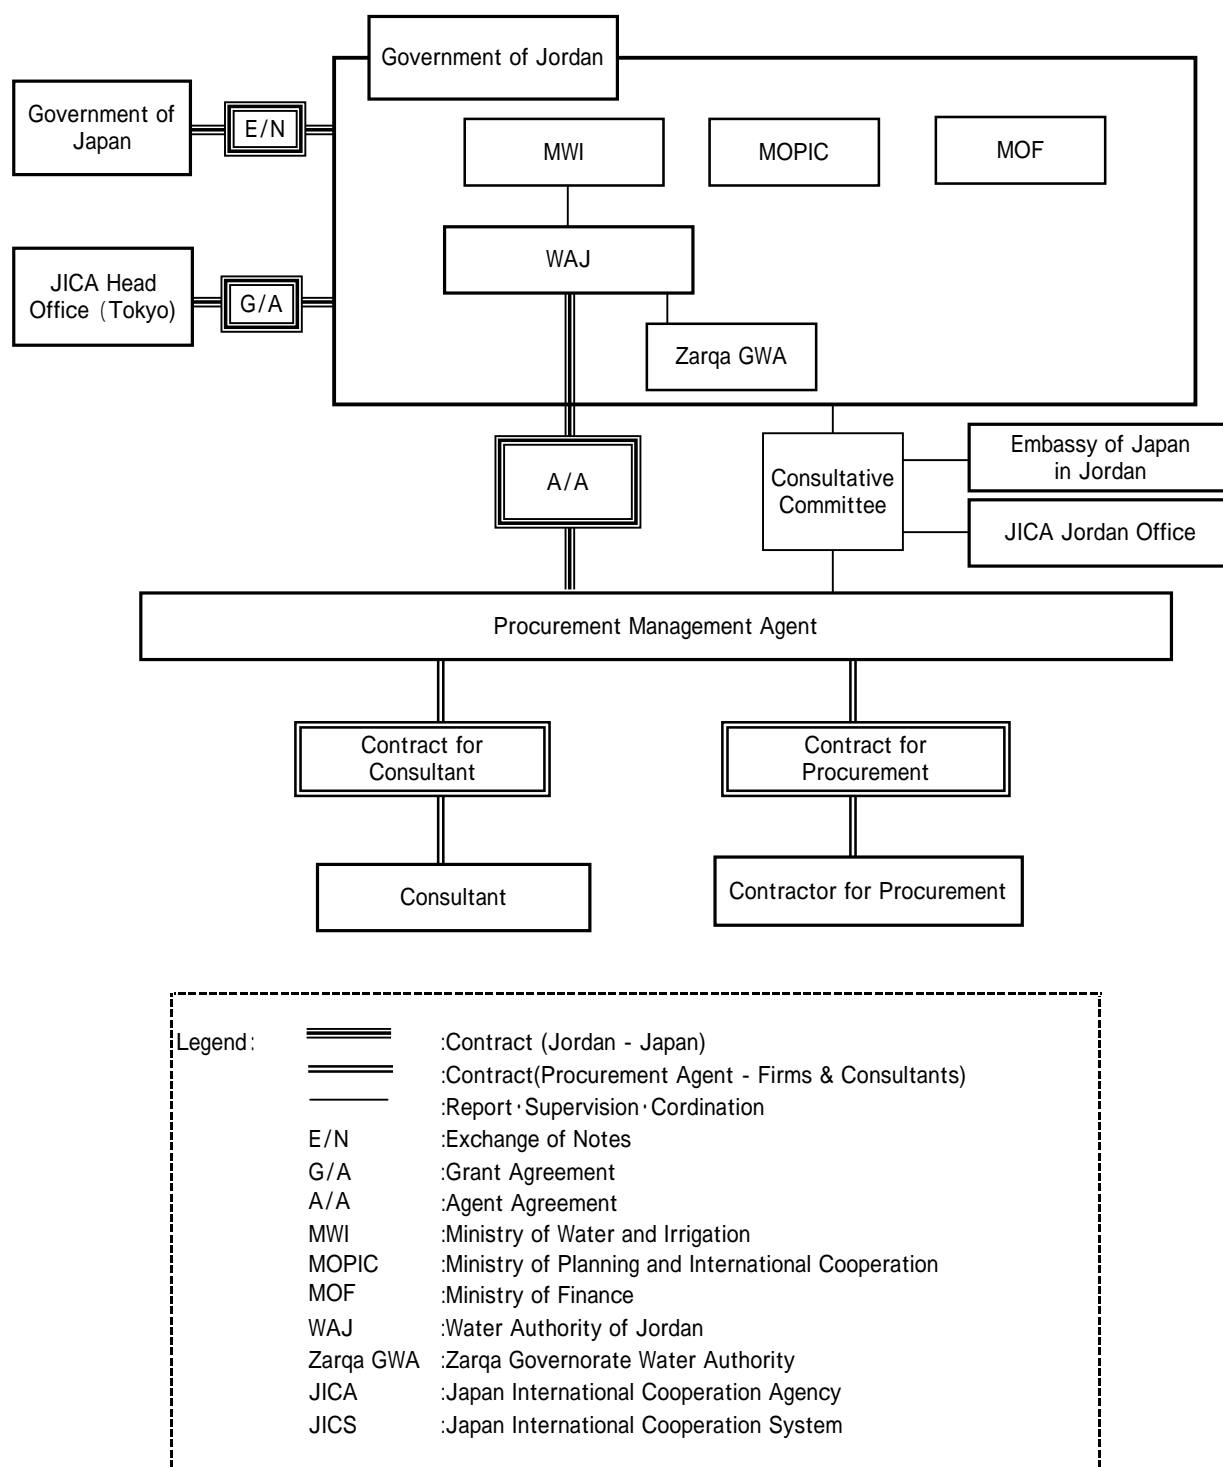 Government of Jordan
Government of
Japan
E/N
MWI
MOPIC
MOF
WAJ
JICA Head
Office (Tokyo)
G/A
Zarqa GWA
A/A
Consultative
Committee
Embassy of Japan
in Jordan
JICA Jordan Office
Procurement Management Agent
Contract for
Consultant
Contract for
Procurement
Consultant
Contractor for Procurement
Legend:
:Contract (Jordan - Japan)
:Contract(Procurement Agent - Firms & Consultants)
:Report・Supervision・Cordination
E/N :Exchange of Notes
G/A :Grant Agreement
A/A :Agent Agreement
MWI :Ministry of Water and Irrigation
MOPIC :Ministry of Planning and International Cooperation
MOF :Ministry of Finance
WAJ :Water Authority of Jordan
Zarqa GWA :Zarqa Governorate Water Authority
JICA :Japan International Cooperation Agency
JICS :Japan International Cooperation System